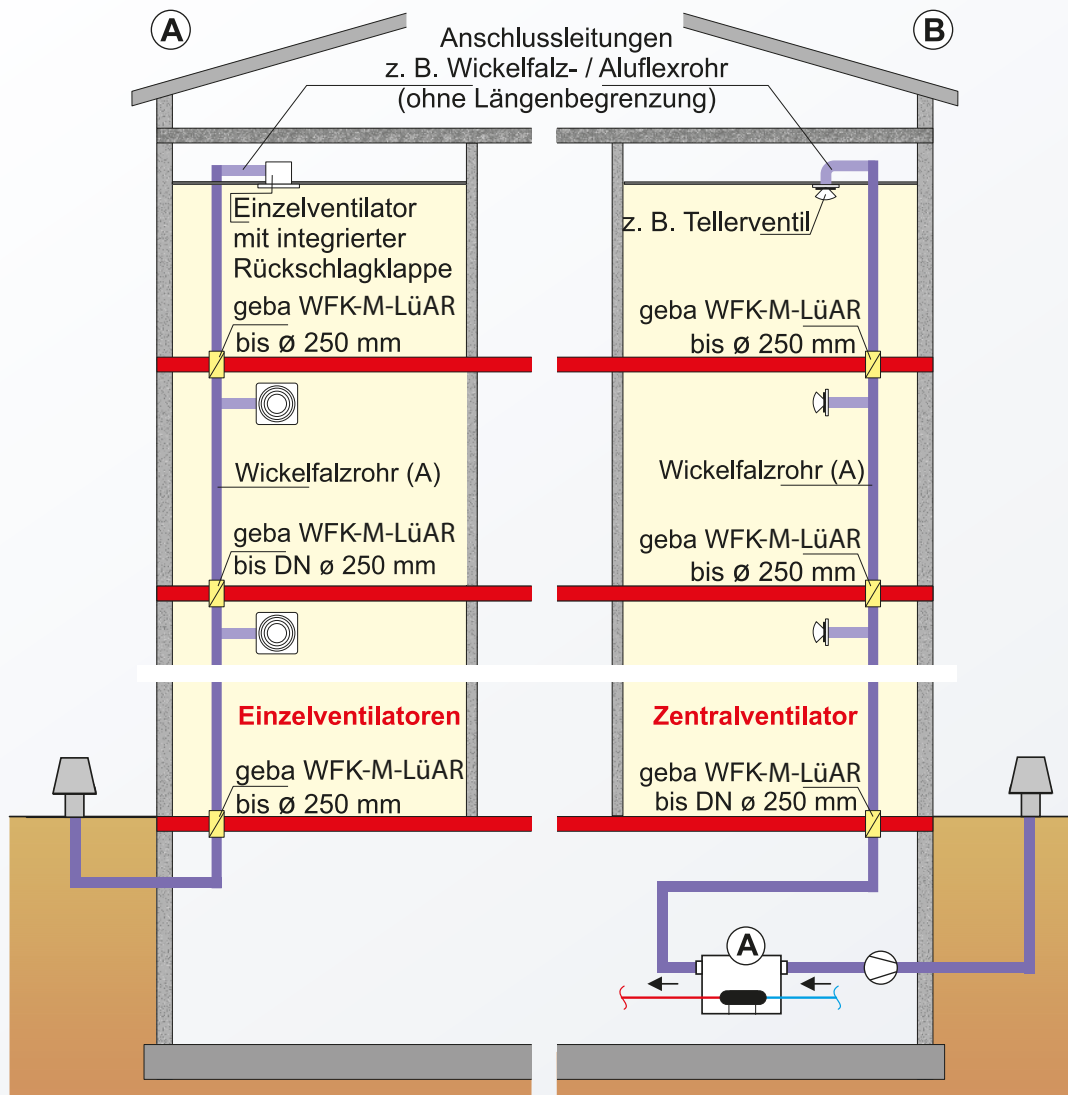 A
B
Anschlussleitungen
z. B. Wickelfalz- / Aluflexrohr
(ohne Längenbegrenzung)
Einzelventilator
mit integrierter
Rückschlagklappe
geba WFK-M-LüAR
bis ø 250 mm
Wickelfalzrohr (A)
geba WFK-M-LüAR
bis DN ø 250 mm
Einzelventilatoren
geba WFK-M-LüAR
bis ø 250 mm
z. B. Tellerventil
geba WFK-M-LüAR
bis ø 250 mm
Wickelfalzrohr (A)
geba WFK-M-LüAR
bis ø 250 mm
Zentralventilator
geba WFK-M-LüAR
bis DN ø 250 mm
A